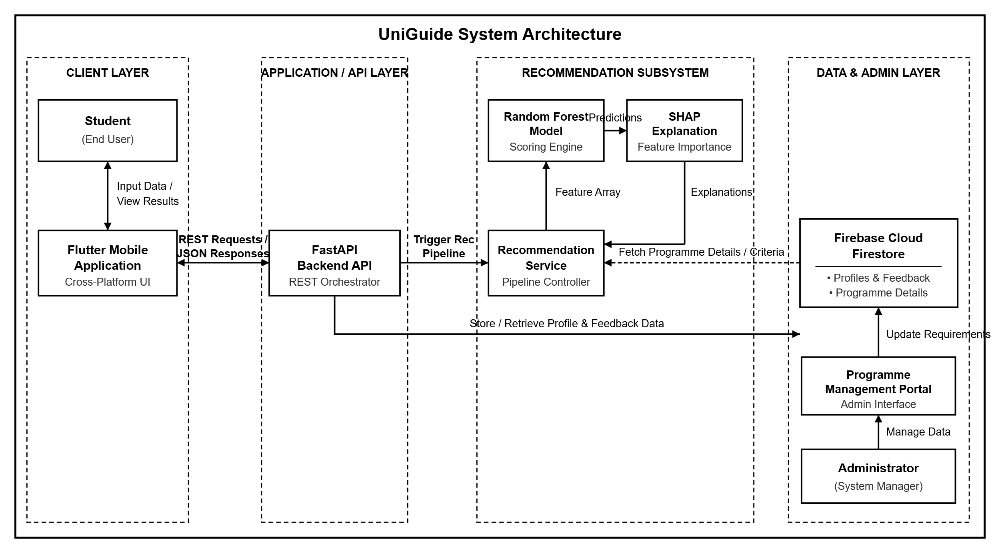 UniGuide System Architecture
CLIENT LAYER
Student
(End User)
Input Data /
View Results
Flutter Mobile
Application
Cross-Platform UI
REST Requests /
JSON Responses
APPLICATION / API LAYER
FastAPI
Backend API
REST Orchestrator
Trigger Rec
Pipeline
RECOMMENDATION SUBSYSTEM
Random Forest
Model
Scoring Engine
Predictions
SHAP
Explanation
Feature Importance
Feature Array
Explanations
Recommendation
Service
Pipeline Controller
Fetch Programme Details / Criteria
Store / Retrieve Profile & Feedback Data
DATA & ADMIN LAYER
Firebase Cloud
Firestore
• Profiles & Feedback
• Programme Details
Update Requirements
Programme
Management Portal
Admin Interface
Manage Data
Administrator
(System Manager)